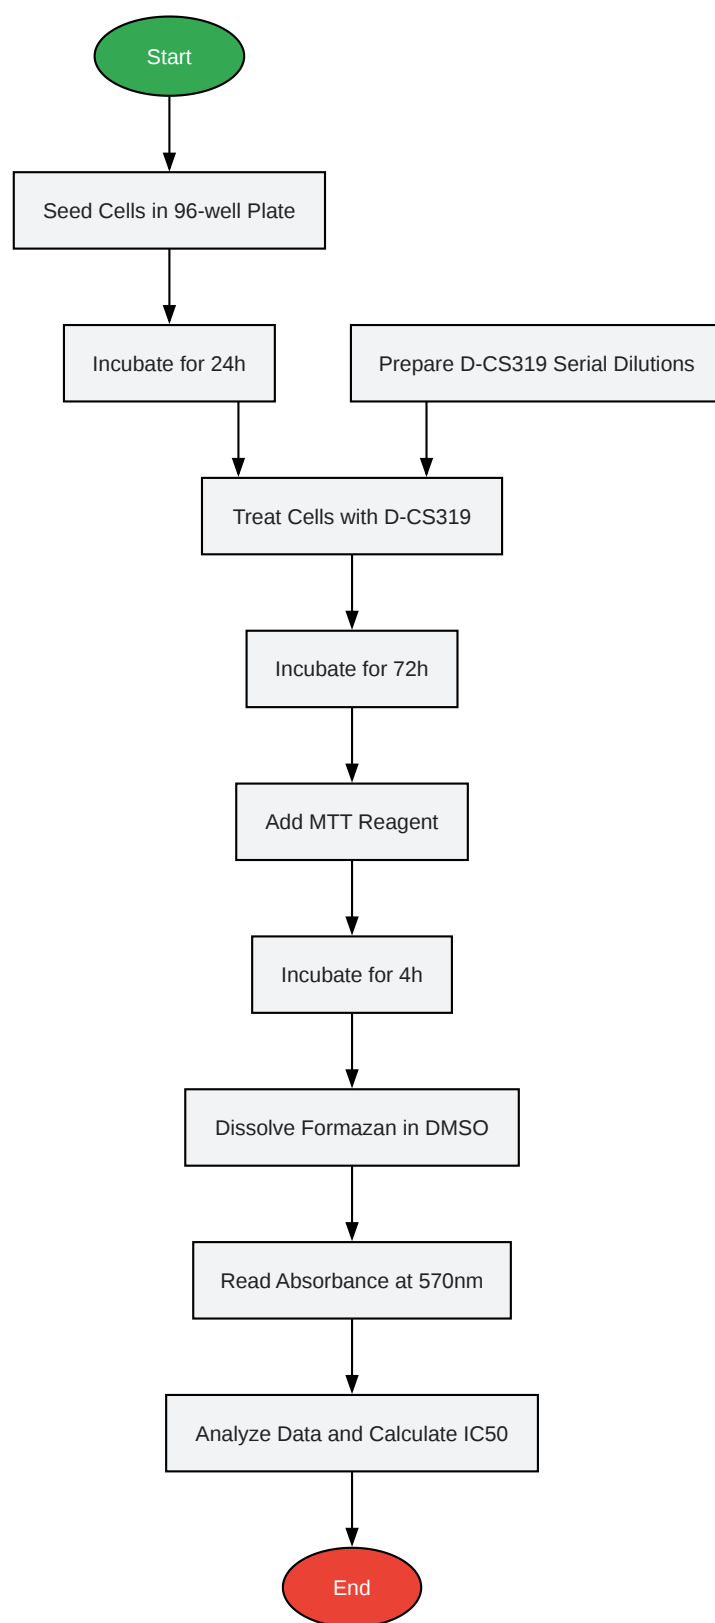 Start
Seed Cells in 96-well Plate
Incubate for 24h
Prepare D-CS319 Serial Dilutions
Treat Cells with D-CS319
Incubate for 72h
Add MTT Reagent
Incubate for 4h
Dissolve Formazan in DMSO
Read Absorbance at 570nm
Analyze Data and Calculate IC50
End